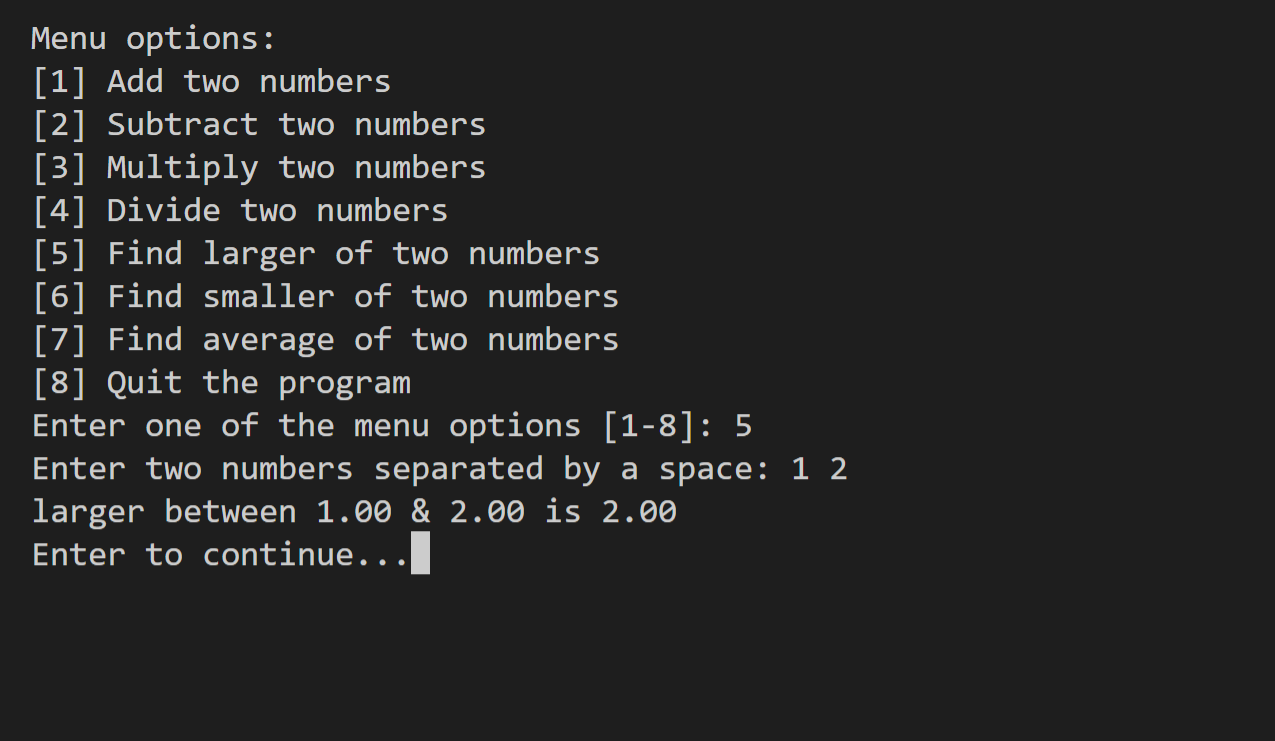 Menu options:
[1] Add two numbers
[2] Subtract two numbers
[3] Multiply two numbers
[4] Divide two numbers
[5] Find larger of two numbers
[6] Find smaller of two numbers
[7] Find average of two numbers
[8] Quit the program
Enter one of the menu options [1-8]: 5
Enter two numbers separated by a space: 1 2
larger between 1.00 & 2.00 is 2.00
Enter to continue...